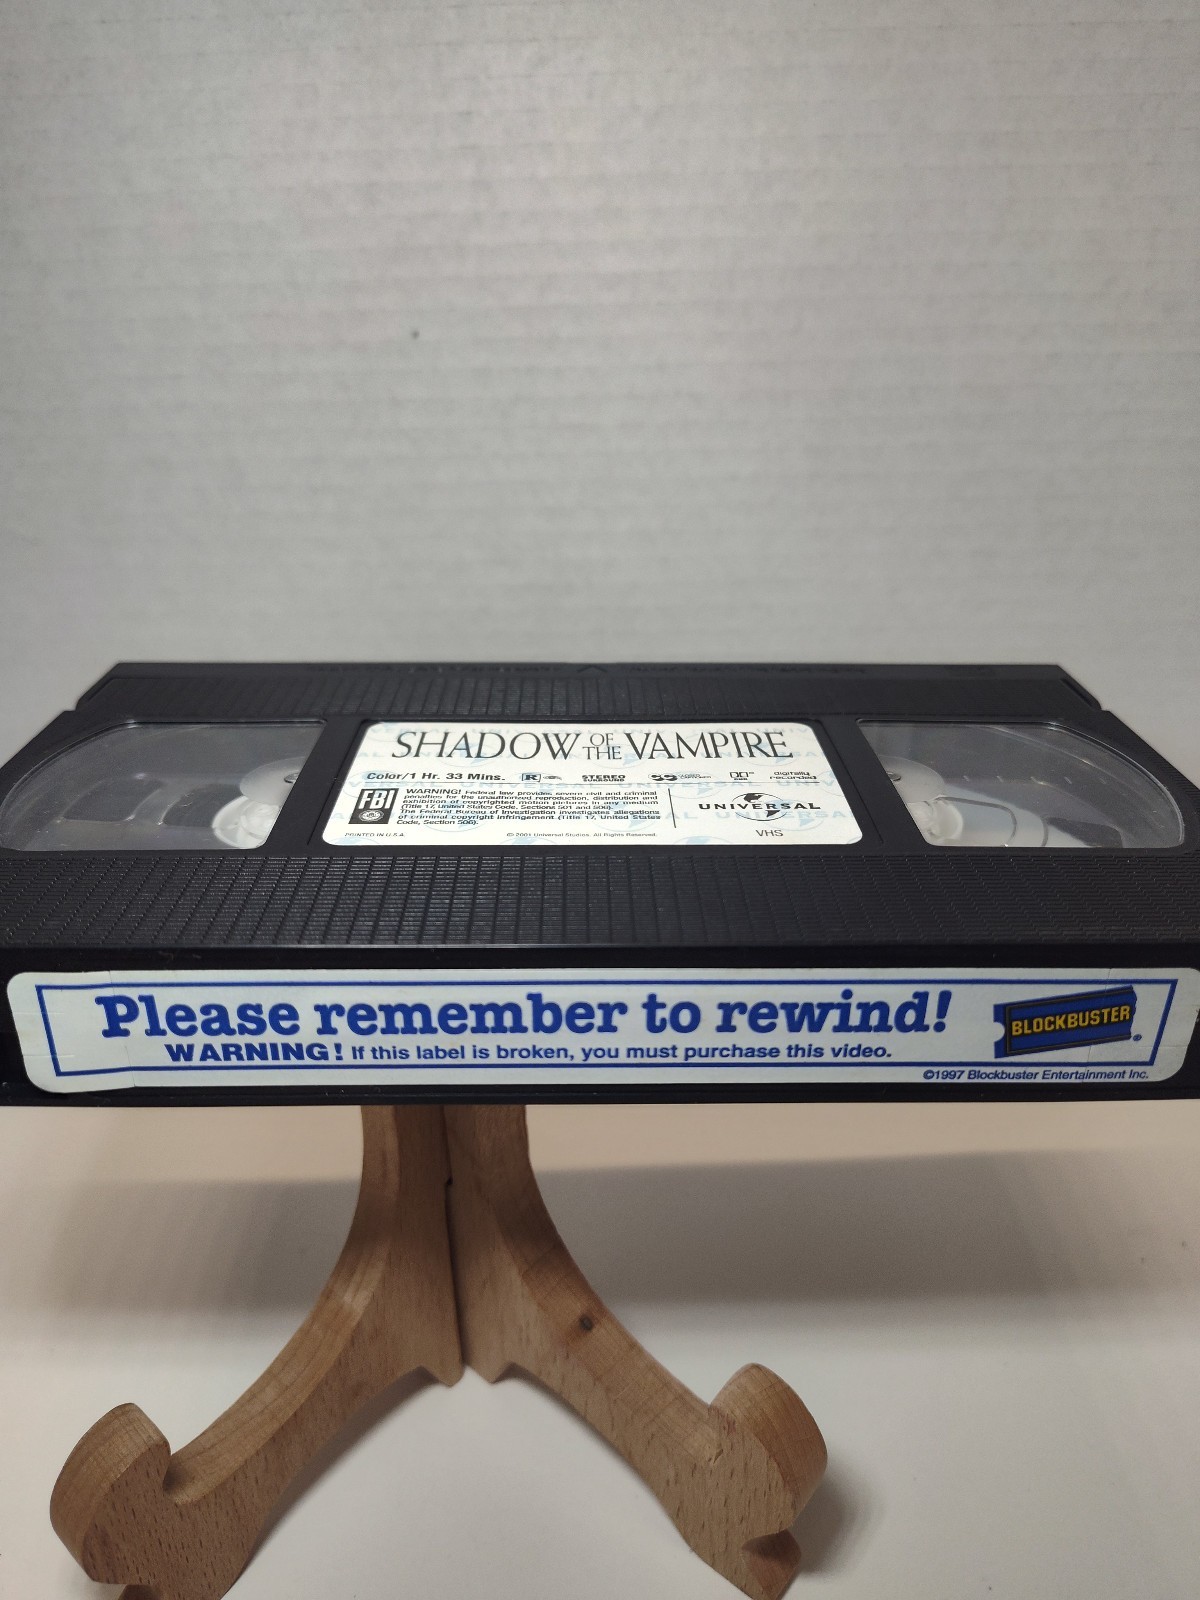 SHADOW OF THE VAMPIRE
Color/1 Hr. 33 Mins. R STEREO SURROUND digitally recorded
FBI
WARNING! Federal law provides severe civil and criminal
penalties for the unauthorized reproduction, distribution and
exhibition of copyrighted motion pictures in any medium
(Title 17, United States Code, Sections 501 and 506).
The Federal Bureau of Investigation investigates allegations
of criminal copyright infringement (Title 17, United States
Code, Section 506).
UNIVERSAL
PRINTED IN U.S.A.
© 2001 Universal Studios. All Rights Reserved.
VHS
Please remember to rewind!
WARNING! If this label is broken, you must purchase this video.
BLOCKBUSTER®
©1997 Blockbuster Entertainment Inc.